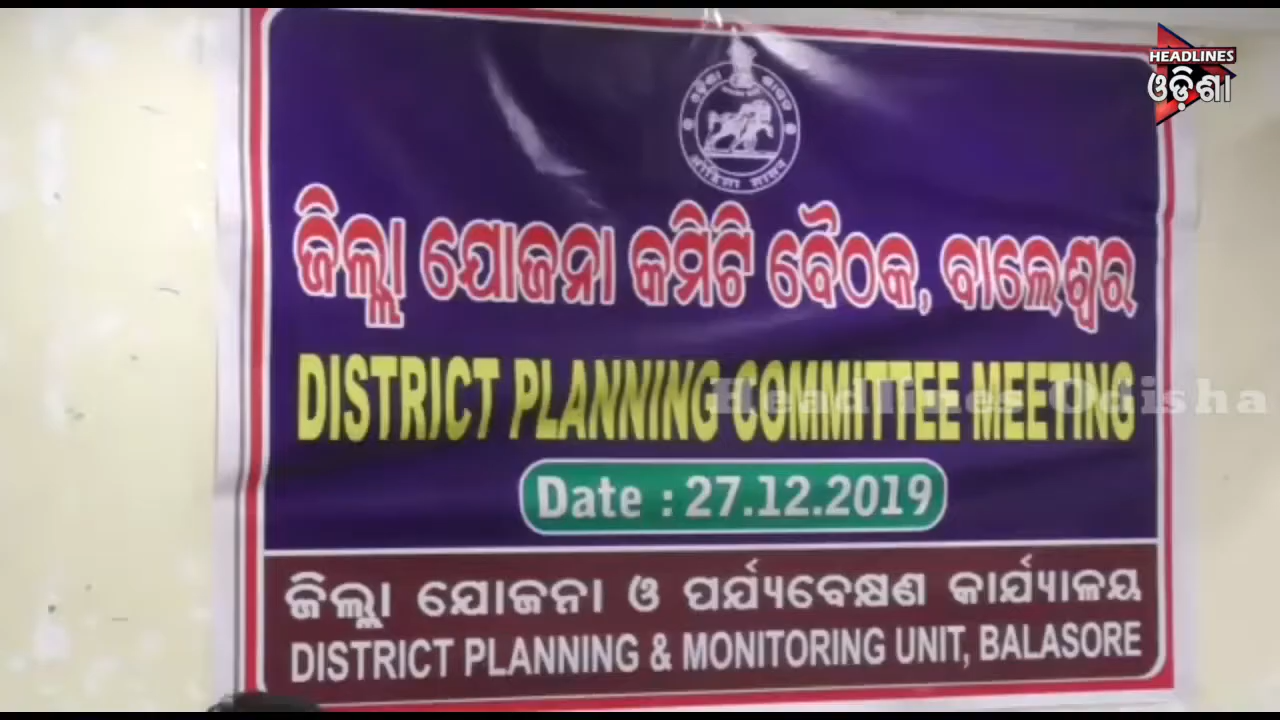 HEADLINES
ଓଡ଼ିଶା
ଜିଲ୍ଲା ଯୋଜନା କମିଟି ବୈଠକ, ବାଲେଶ୍ଵର
DISTRICT PLANNING COMMITTEE MEETING
Headlines Odisha
Date : 27.12.2019
ଜିଲ୍ଲା ଯୋଜନା ଓ ପର୍ଯ୍ୟବେକ୍ଷଣ କାର୍ଯ୍ୟାଳୟ
DISTRICT PLANNING & MONITORING UNIT, BALASORE